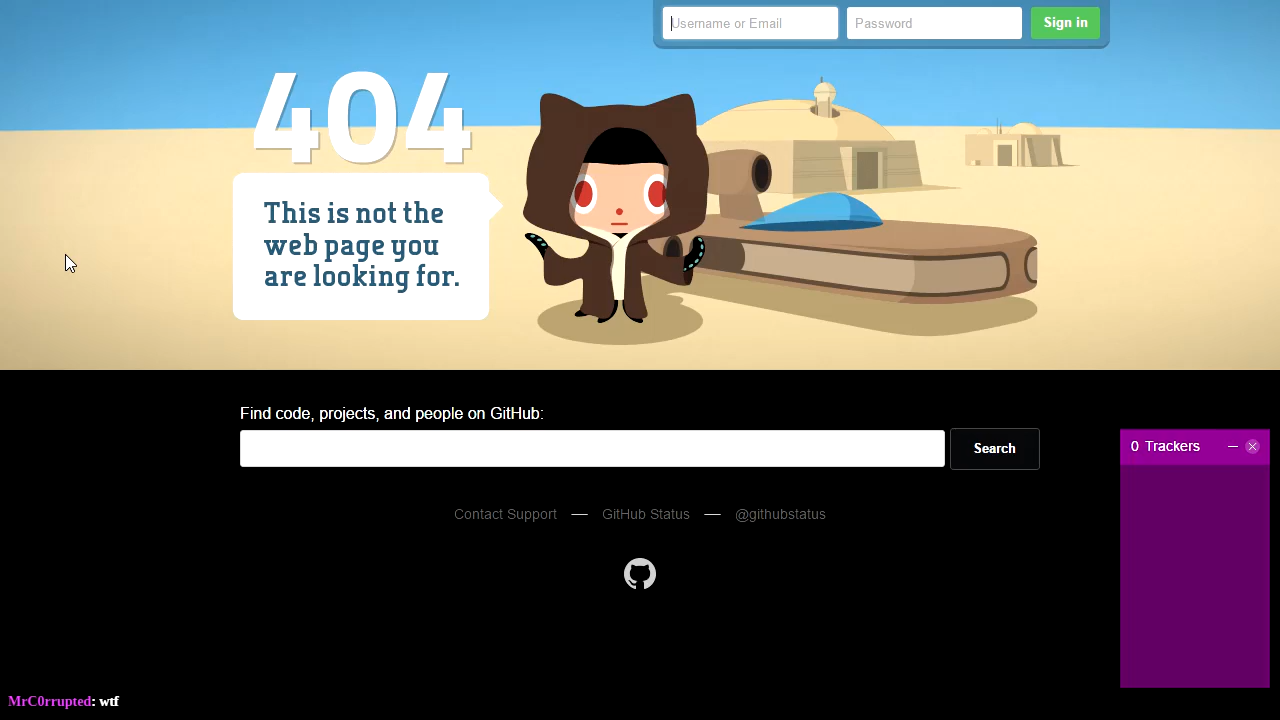 Username or Email
Password
Sign in
404
This is not the
web page you
are looking for.
Find code, projects, and people on GitHub:
Search
0 Trackers
Contact Support — GitHub Status — @githubstatus
MrC0rrupted: wtf